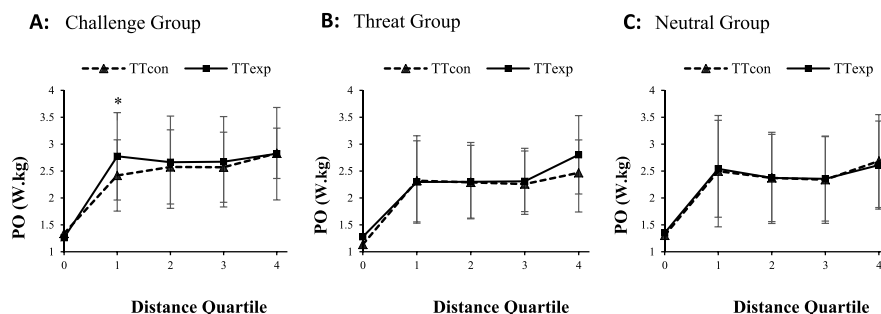 A: Challenge Group
B: Threat Group
C: Neutral Group
TTcon TTexp
TTcon TTexp
TTcon TTexp
PO (W.kg)
4
3.5
3
2.5
2
1.5
1
*
0 1 2 3 4
Distance Quartile
PO (W.kg)
4
3.5
3
2.5
2
1.5
1
0 1 2 3 4
Distance Quartile
PO (W.kg)
4
3.5
3
2.5
2
1.5
1
0 1 2 3 4
Distance Quartile